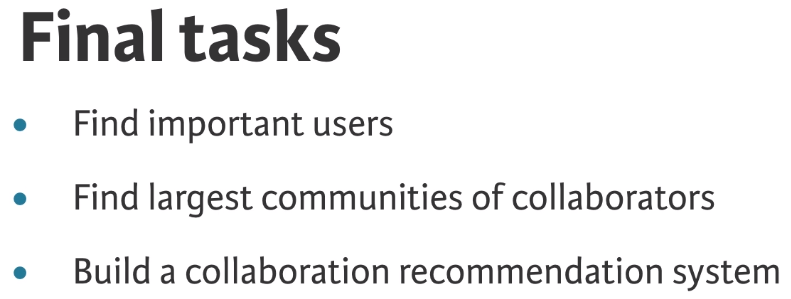 Final tasks
• Find important users
• Find largest communities of collaborators
• Build a collaboration recommendation system